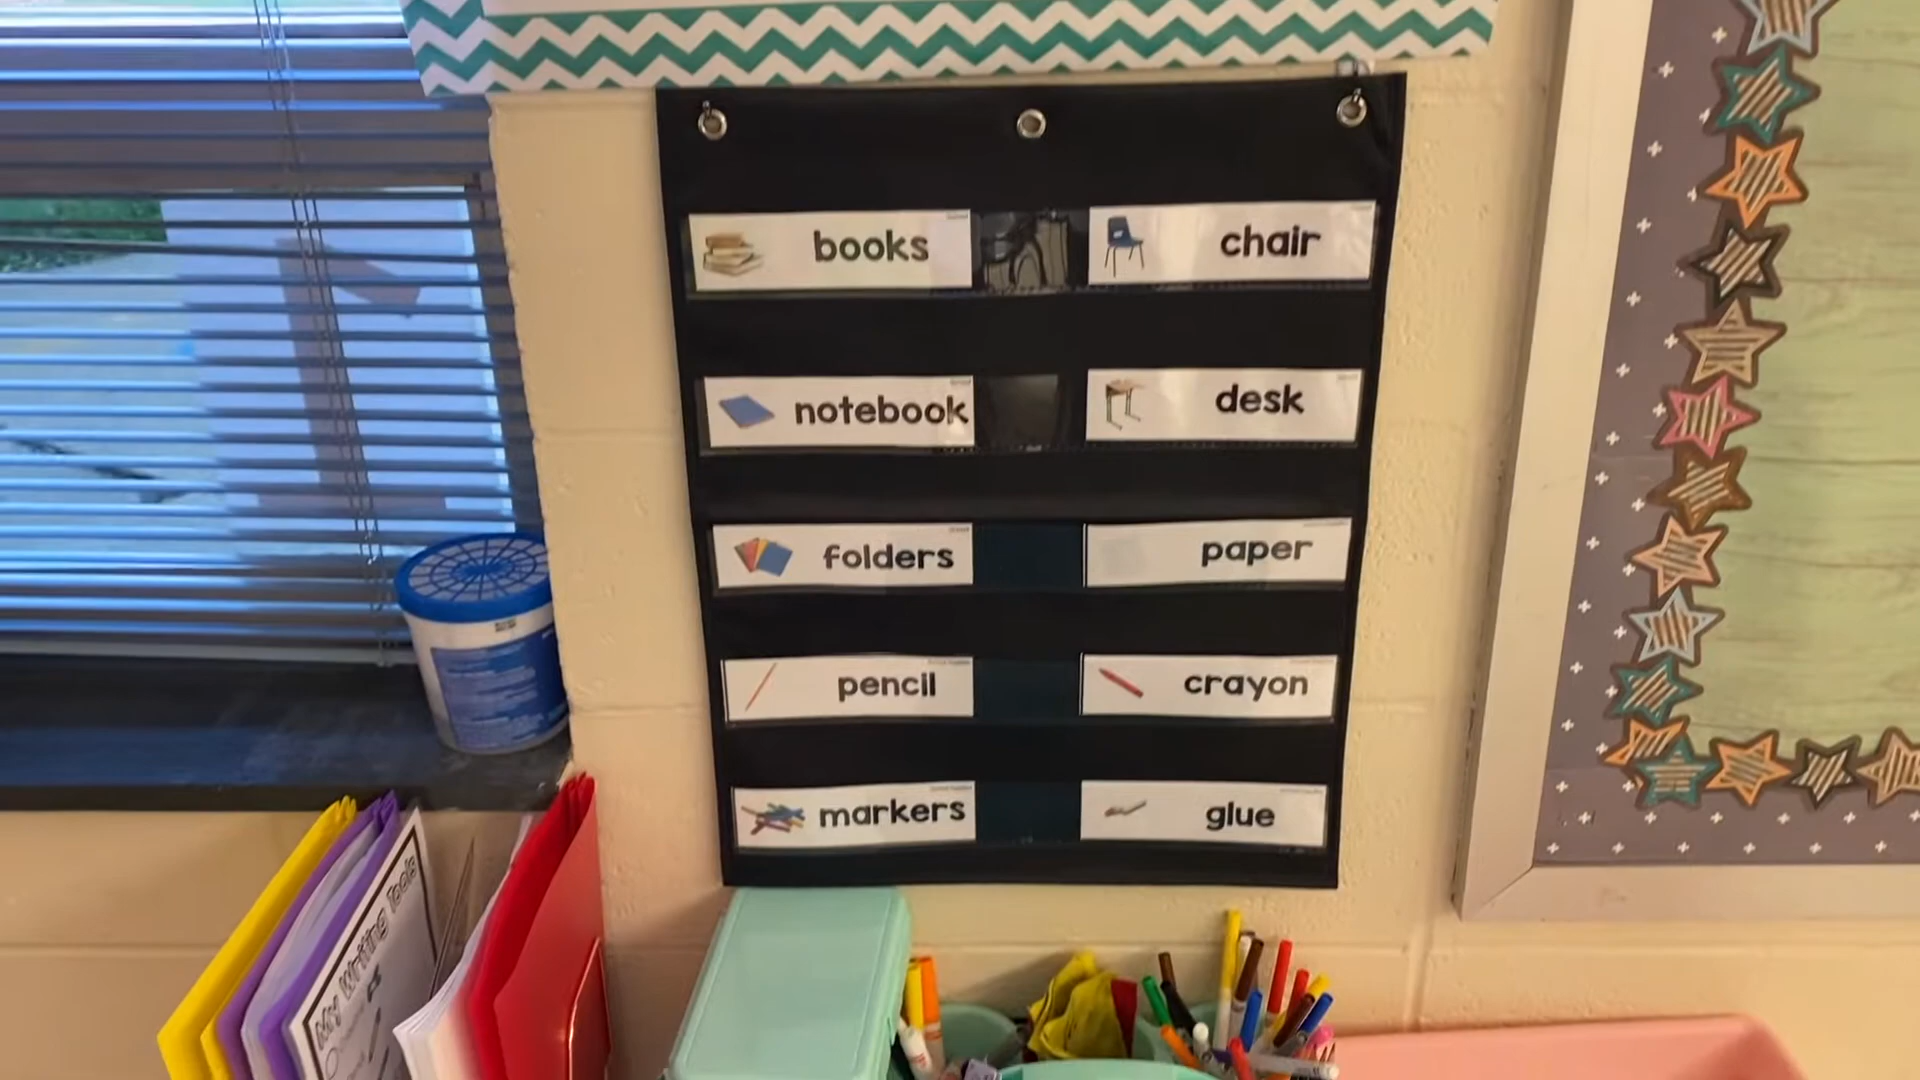 books
chair
notebook
desk
folders
paper
pencil
crayon
markers
glue
My Writing Tools